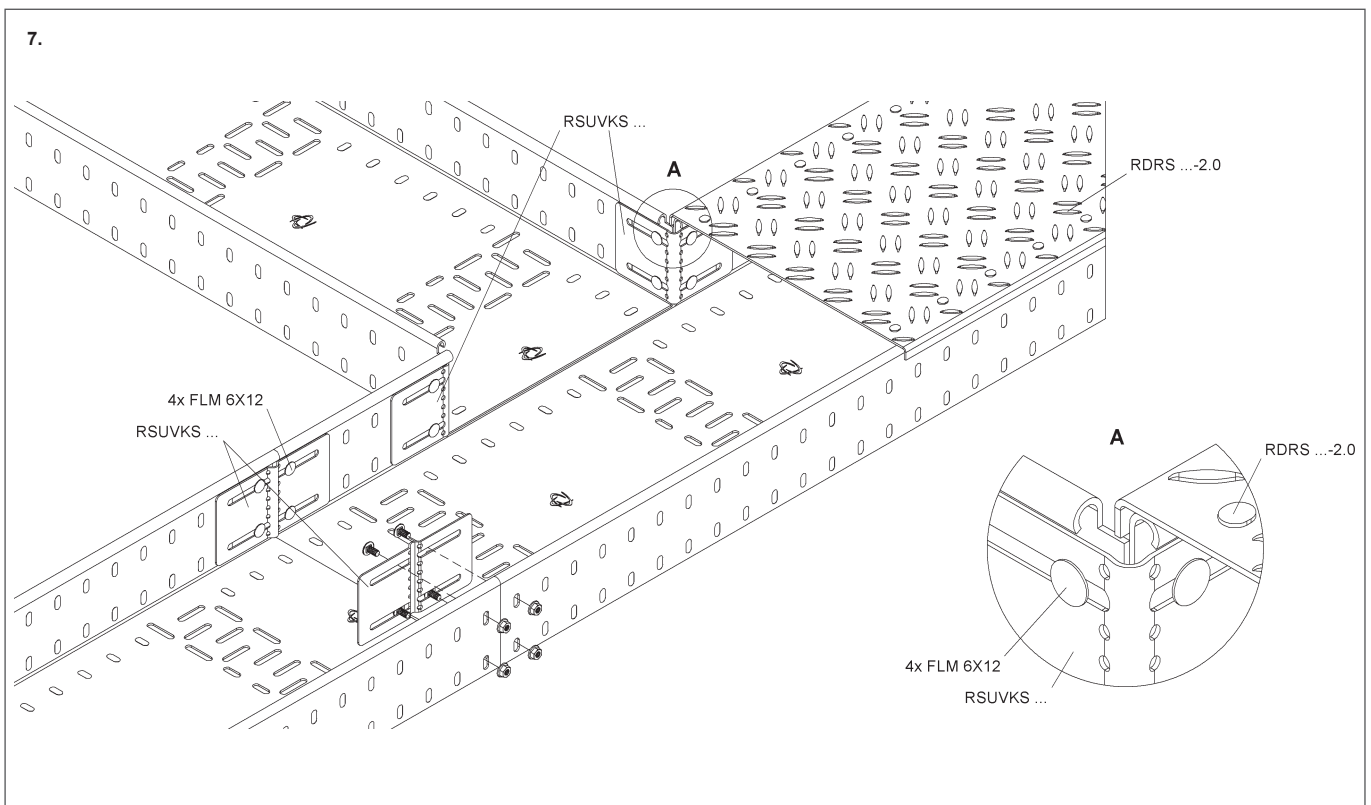 7.
RSUVKS ...
A
RDRS ...-2.0
4x FLM 6X12
RSUVKS ...
A
RDRS ...-2.0
4x FLM 6X12
RSUVKS ...